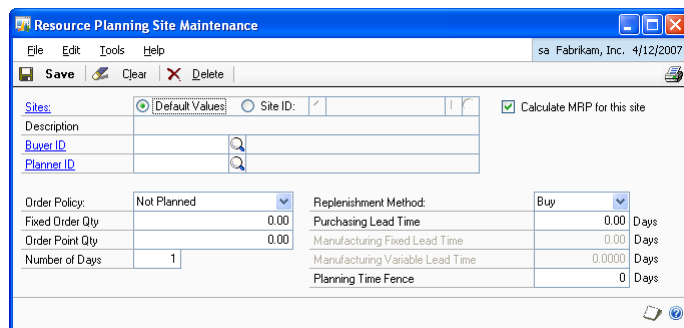 Resource Planning Site Maintenance
File Edit Tools Help sa Fabrikam, Inc. 4/12/2007
Save Clear Delete
Sites: Default Values Site ID: Calculate MRP for this site
Description
Buyer ID
Planner ID
Order Policy: Not Planned Replenishment Method: Buy
Fixed Order Qty 0.00 Purchasing Lead Time 0.00 Days
Order Point Qty 0.00 Manufacturing Fixed Lead Time 0.00 Days
Number of Days 1 Manufacturing Variable Lead Time 0.0000 Days
Planning Time Fence 0 Days